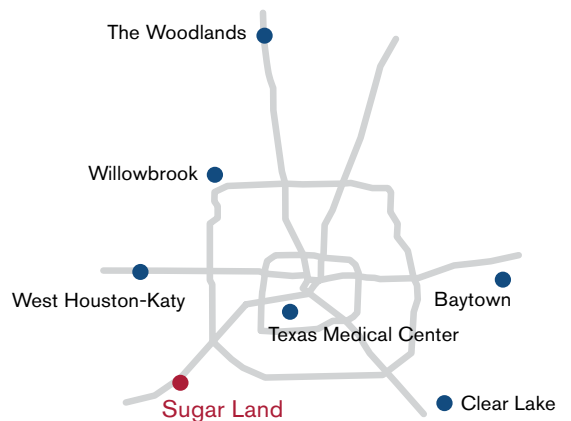 The Woodlands
Willowbrook
West Houston-Katy
Baytown
Texas Medical Center
Sugar Land
Clear Lake